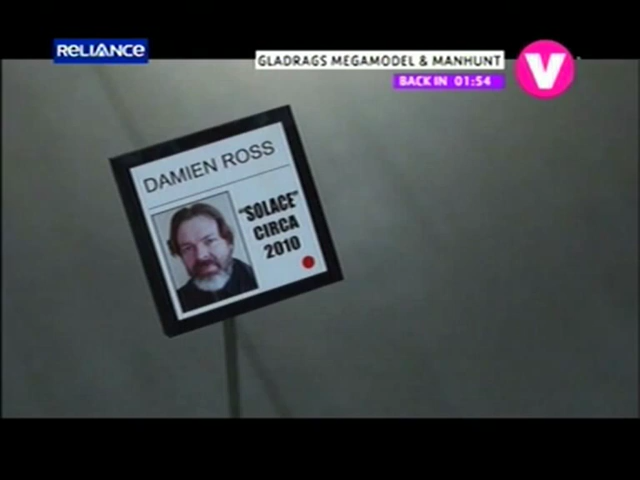 RELIANCE
GLADRAGS MEGAMODEL & MANHUNT
BACK IN 01:54
V
DAMIEN ROSS
"SOLACE"
CIRCA
2010